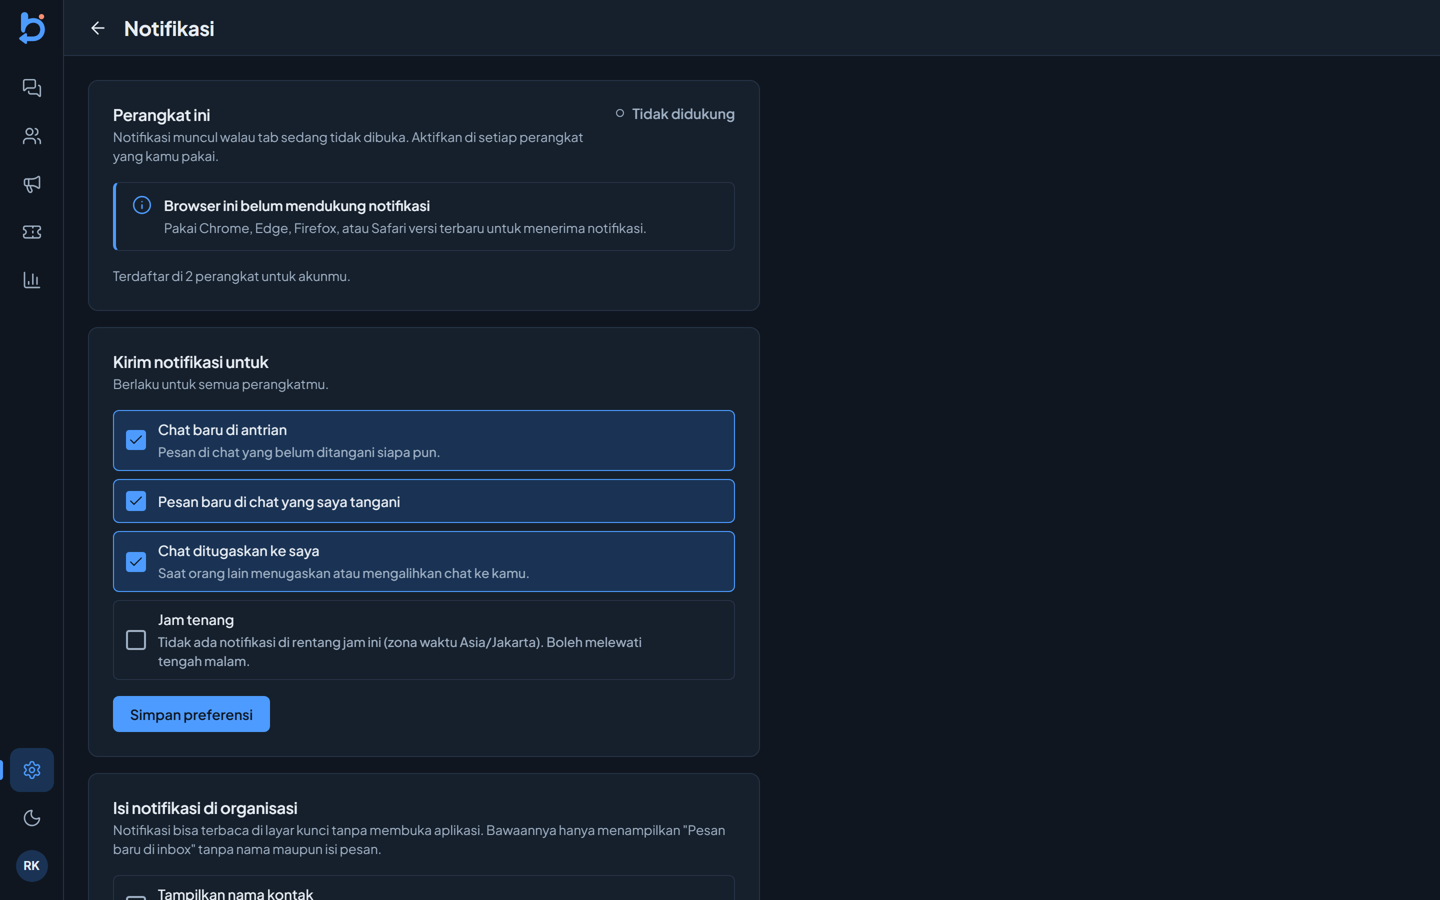 Notifikasi
Perangkat ini
Tidak didukung
Notifikasi muncul walau tab sedang tidak dibuka. Aktifkan di setiap perangkat
yang kamu pakai.
Browser ini belum mendukung notifikasi
Pakai Chrome, Edge, Firefox, atau Safari versi terbaru untuk menerima notifikasi.
Terdaftar di 2 perangkat untuk akunmu.
Kirim notifikasi untuk
Berlaku untuk semua perangkatmu.
Chat baru di antrian
Pesan di chat yang belum ditangani siapa pun.
Pesan baru di chat yang saya tangani
Chat ditugaskan ke saya
Saat orang lain menugaskan atau mengalihkan chat ke kamu.
Jam tenang
Tidak ada notifikasi di rentang jam ini (zona waktu Asia/Jakarta). Boleh melewati
tengah malam.
Simpan preferensi
Isi notifikasi di organisasi
Notifikasi bisa terbaca di layar kunci tanpa membuka aplikasi. Bawaannya hanya menampilkan "Pesan
baru di inbox" tanpa nama maupun isi pesan.
Tampilkan nama kontak
RK